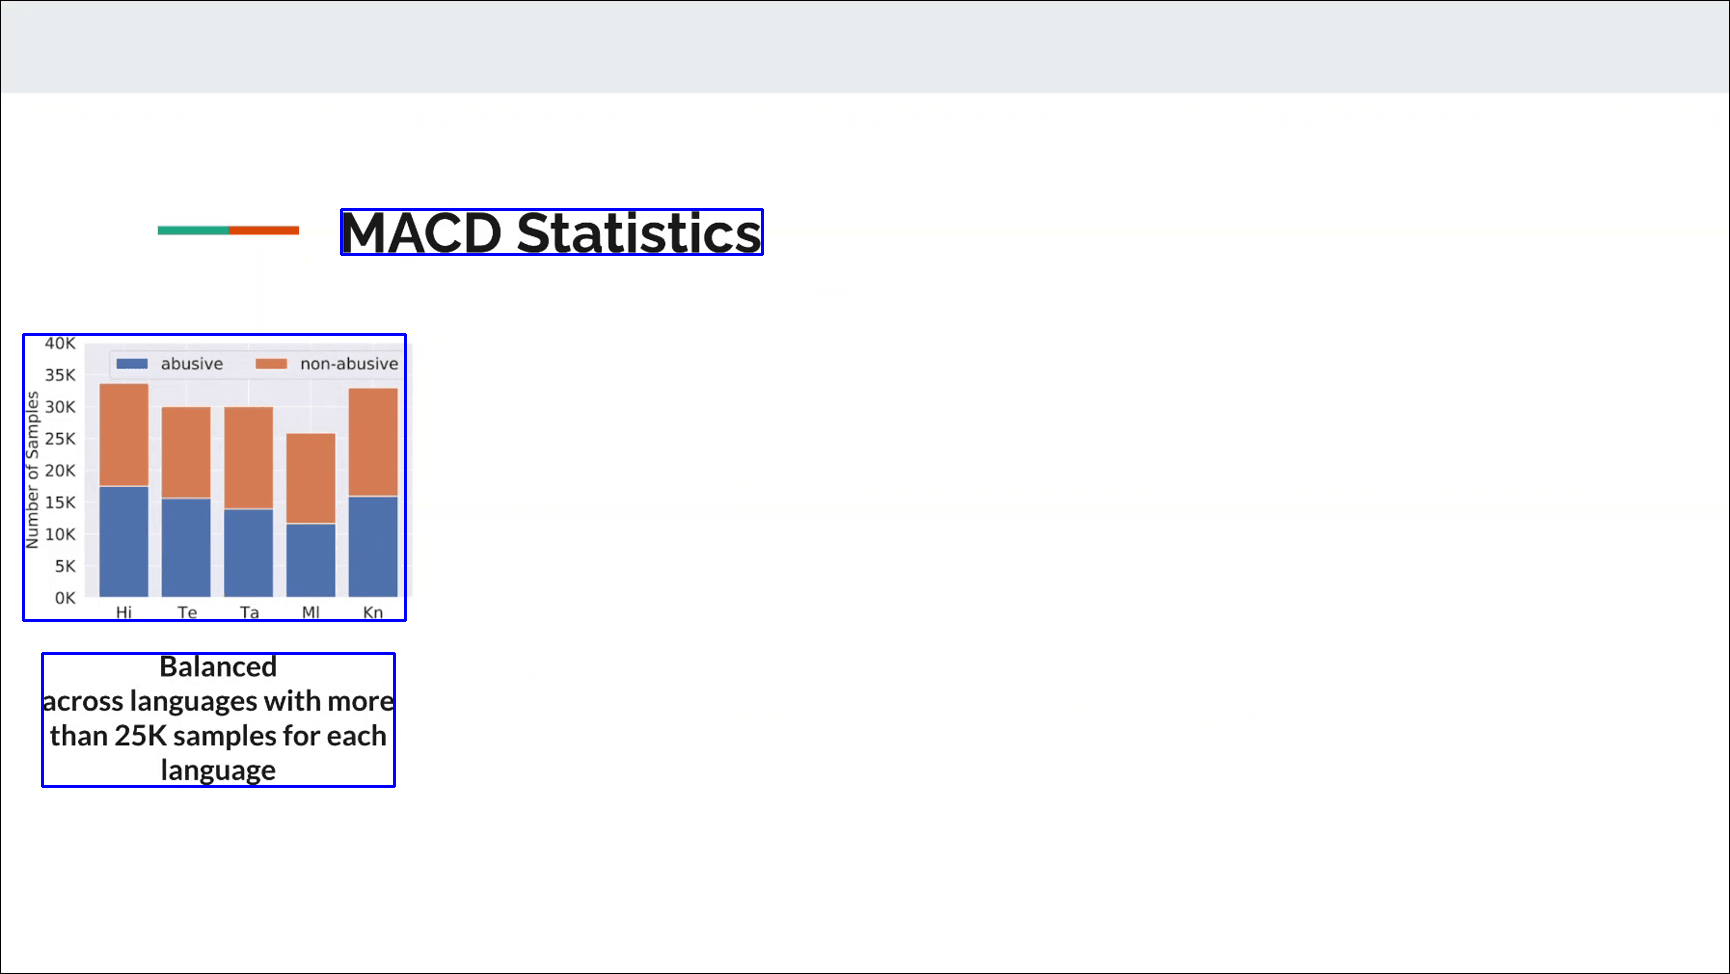 MACD Statistics
40K
abusive non-abusive
35K
30K
25K
20K
15K
10K
5K
0K
Number of Samples
Hi Te Ta Ml Kn
Balanced
across languages with more
than 25K samples for each
language